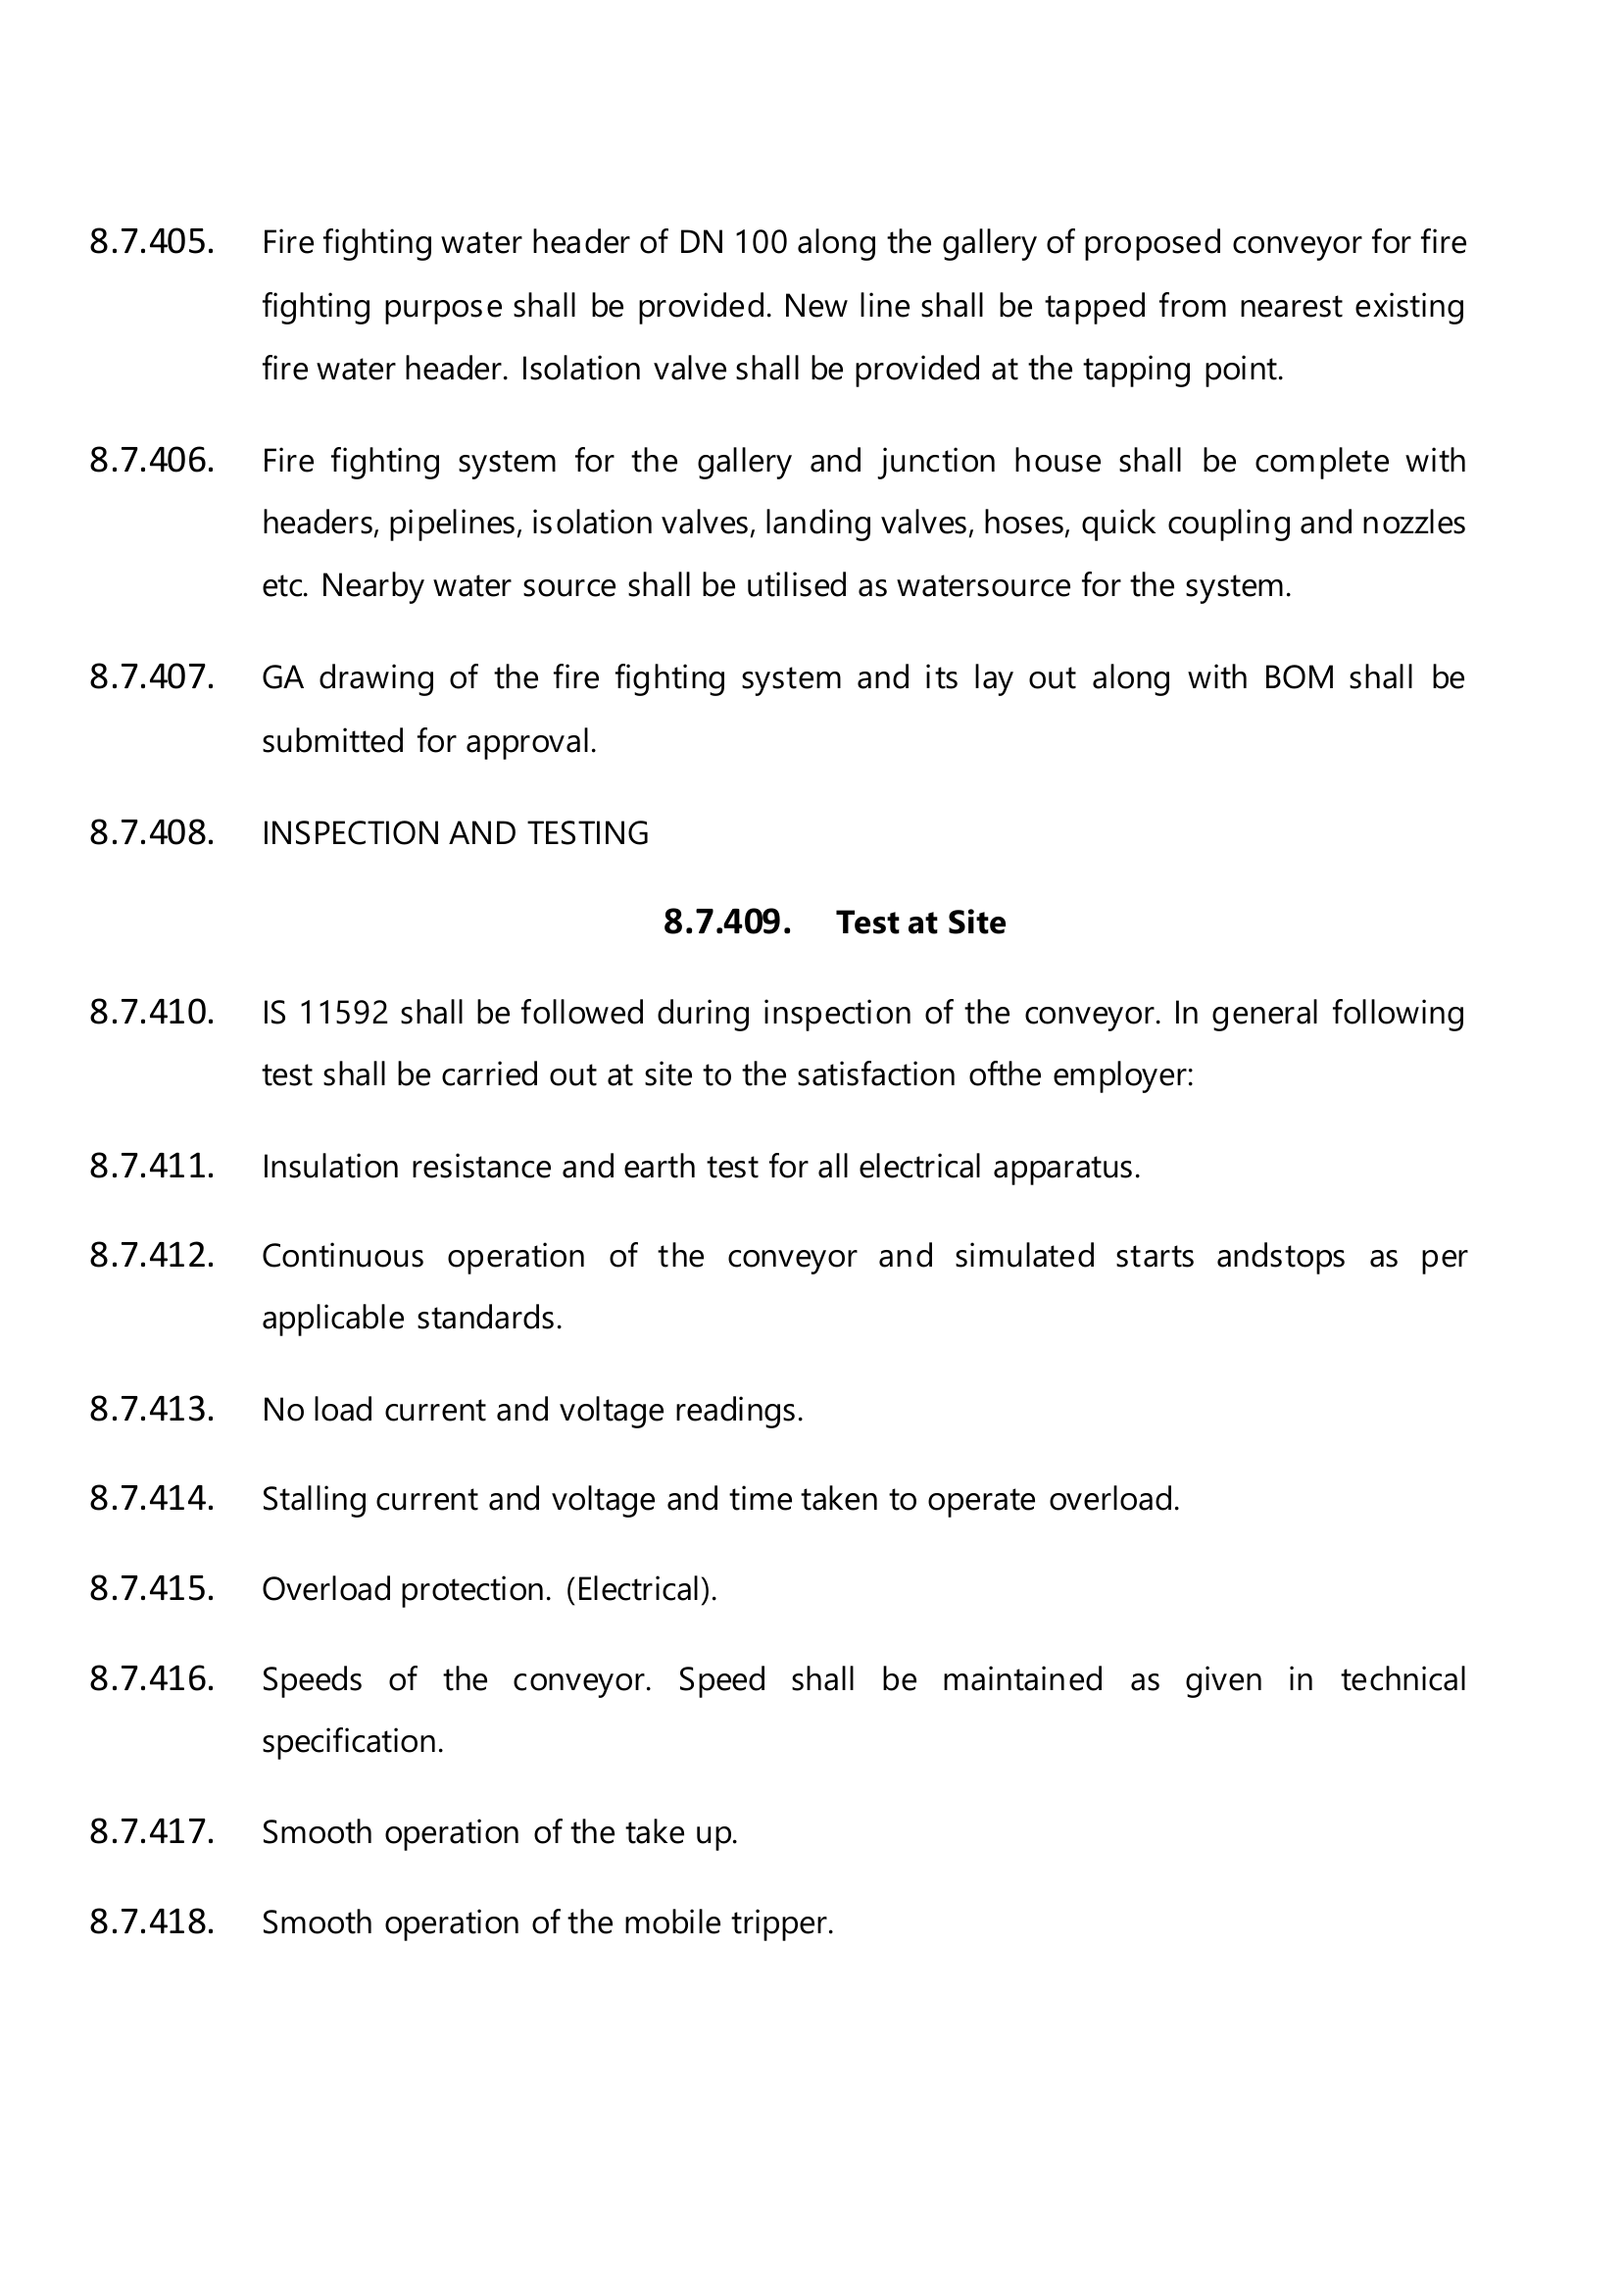 8.7.405. Fire fighting water header of DN 100 along the gallery of proposed conveyor for fire
fighting purpose shall be provided. New line shall be tapped from nearest existing
fire water header. Isolation valve shall be provided at the tapping point.
8.7.406. Fire fighting system for the gallery and junction house shall be complete with
headers, pipelines, isolation valves, landing valves, hoses, quick coupling and nozzles
etc. Nearby water source shall be utilised as watersource for the system.
8.7.407. GA drawing of the fire fighting system and its lay out along with BOM shall be
submitted for approval.
8.7.408. INSPECTION AND TESTING
8.7.409. Test at Site
8.7.410. IS 11592 shall be followed during inspection of the conveyor. In general following
test shall be carried out at site to the satisfaction ofthe employer:
8.7.411. Insulation resistance and earth test for all electrical apparatus.
8.7.412. Continuous operation of the conveyor and simulated starts andstops as per
applicable standards.
8.7.413. No load current and voltage readings.
8.7.414. Stalling current and voltage and time taken to operate overload.
8.7.415. Overload protection. (Electrical).
8.7.416. Speeds of the conveyor. Speed shall be maintained as given in technical
specification.
8.7.417. Smooth operation of the take up.
8.7.418. Smooth operation of the mobile tripper.